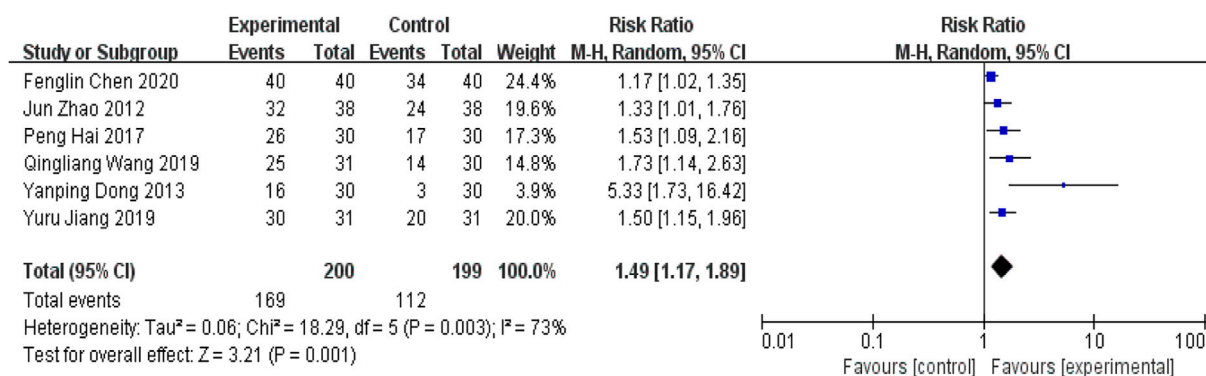 Experimental Control Risk Ratio Risk Ratio
Study or Subgroup Events Total Events Total Weight M-H, Random, 95% CI M-H, Random, 95% CI
Fenglin Chen 2020 40 40 34 40 24.4% 1.17 [1.02, 1.35]
Jun Zhao 2012 32 38 24 38 19.6% 1.33 [1.01, 1.76]
Peng Hai 2017 26 30 17 30 17.3% 1.53 [1.09, 2.16]
Qingliang Wang 2019 25 31 14 30 14.8% 1.73 [1.14, 2.63]
Yanping Dong 2013 16 30 3 30 3.9% 5.33 [1.73, 16.42]
Yuru Jiang 2019 30 31 20 31 20.0% 1.50 [1.15, 1.96]
Total (95% CI) 200 199 100.0% 1.49 [1.17, 1.89]
Total events 169 112
Heterogeneity: Tau² = 0.06; Chi² = 18.29, df = 5 (P = 0.003); I² = 73%
Test for overall effect: Z = 3.21 (P = 0.001)
0.01 0.1 1 10 100
Favours [control] Favours [experimental]